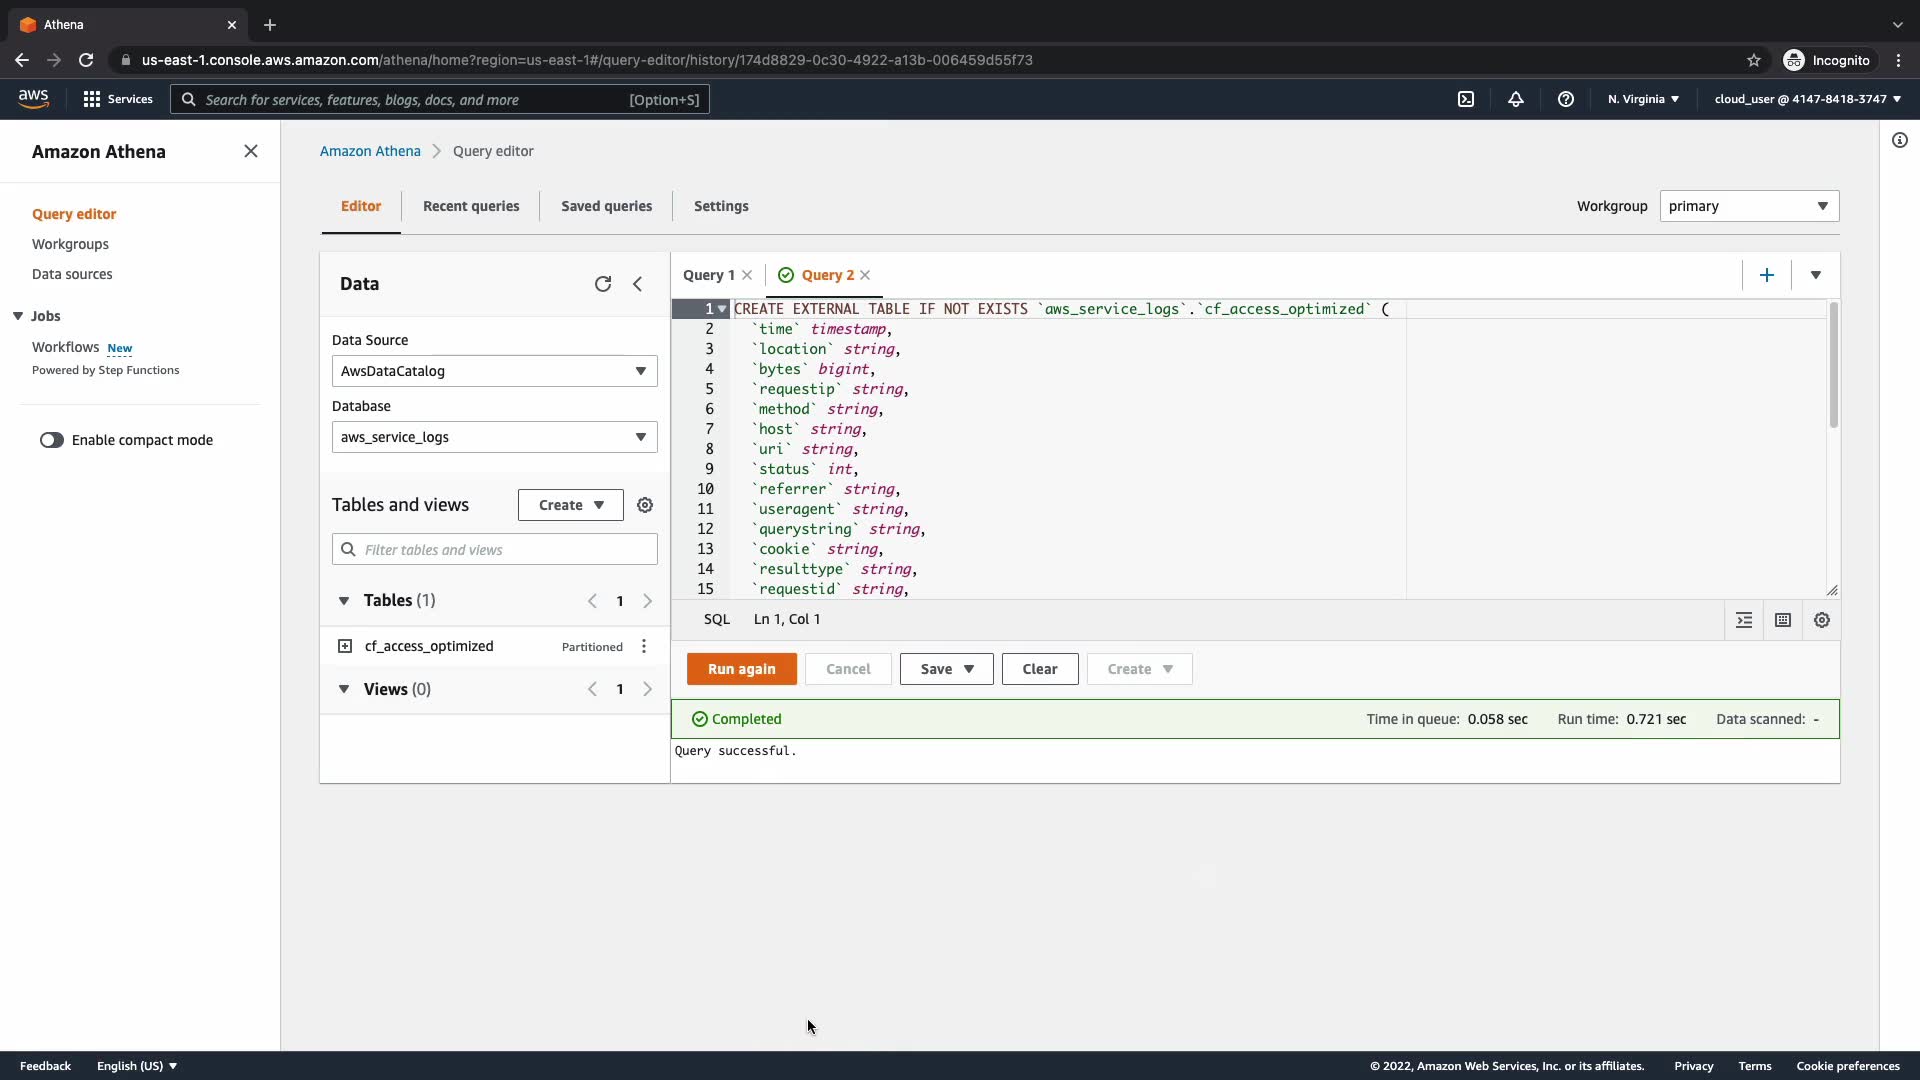 Athena
us-east-1.console.aws.amazon.com/athena/home?region=us-east-1#/query-editor/history/174d8829-0c30-4922-a13b-006459d55f73
Incognito
aws
Services
Search for services, features, blogs, docs, and more
[Option+S]
N. Virginia
cloud_user @ 4147-8418-3747
Amazon Athena
Query editor
Workgroups
Data sources
Jobs
Workflows New
Powered by Step Functions
Enable compact mode
Amazon Athena > Query editor
Editor
Recent queries
Saved queries
Settings
Workgroup
primary
Data
Data Source
AwsDataCatalog
Database
aws_service_logs
Tables and views
Create
Filter tables and views
Tables (1)
1
cf_access_optimized
Partitioned
Views (0)
1
Query 1
Query 2
1 CREATE EXTERNAL TABLE IF NOT EXISTS `aws_service_logs`.`cf_access_optimized` (
2 `time` timestamp,
3 `location` string,
4 `bytes` bigint,
5 `requestip` string,
6 `method` string,
7 `host` string,
8 `uri` string,
9 `status` int,
10 `referrer` string,
11 `useragent` string,
12 `querystring` string,
13 `cookie` string,
14 `resulttype` string,
15 `requestid` string,
SQL
Ln 1, Col 1
Run again
Cancel
Save
Clear
Create
Completed
Time in queue: 0.058 sec
Run time: 0.721 sec
Data scanned: -
Query successful.
Feedback
English (US)
© 2022, Amazon Web Services, Inc. or its affiliates.
Privacy
Terms
Cookie preferences